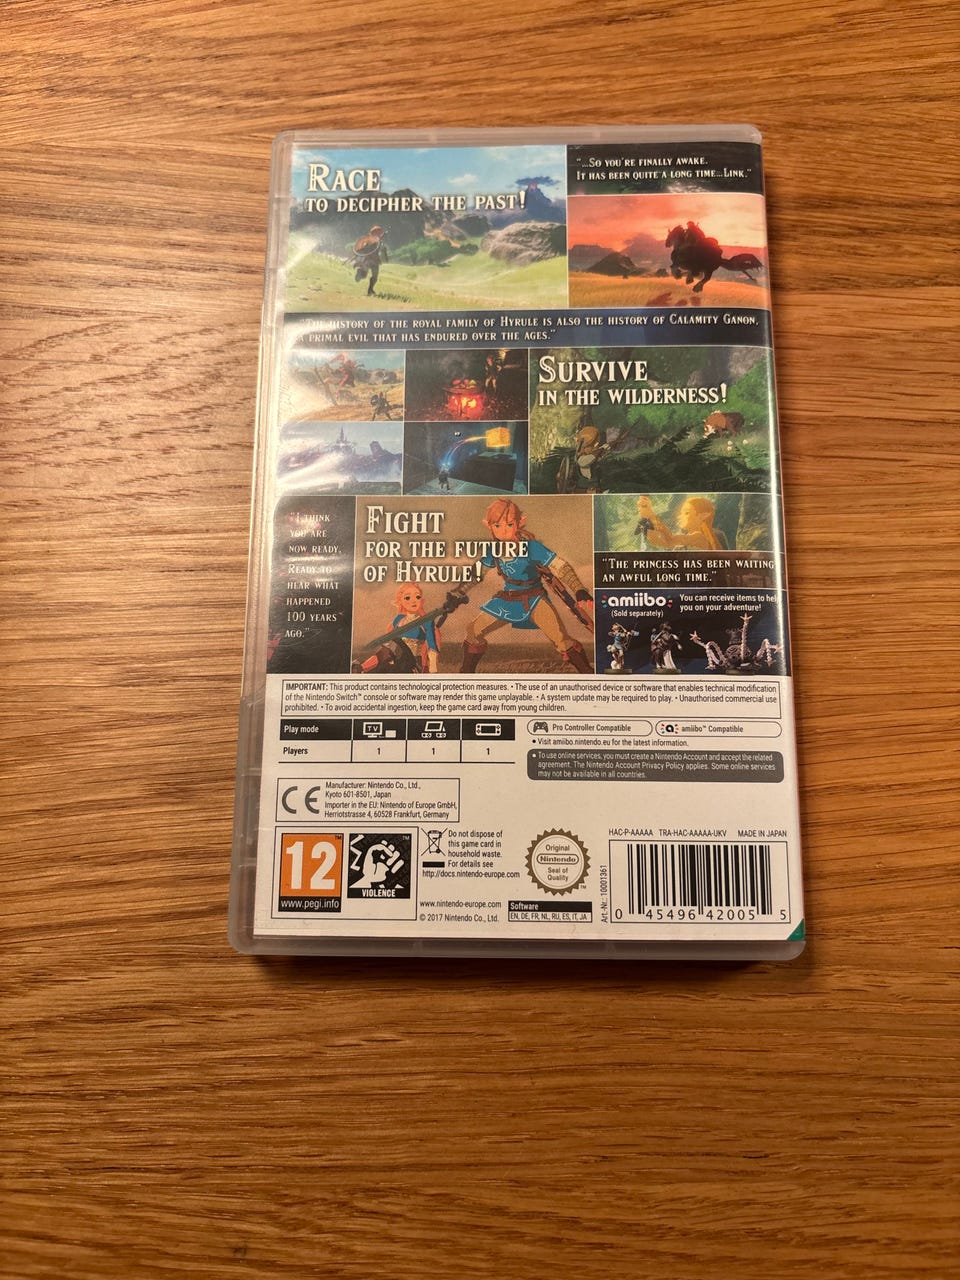 RACE
TO DECIPHER THE PAST!
"...SO YOU'RE FINALLY AWAKE.
IT HAS BEEN QUITE A LONG TIME...LINK."
"THE HISTORY OF THE ROYAL FAMILY OF HYRULE IS ALSO THE HISTORY OF CALAMITY GANON,
A PRIMAL EVIL THAT HAS ENDURED OVER THE AGES."
SURVIVE
IN THE WILDERNESS!
"I THINK
YOU ARE
NOW READY.
READY TO
HEAR WHAT
HAPPENED
100 YEARS
AGO."
FIGHT
FOR THE FUTURE
OF HYRULE!
"THE PRINCESS HAS BEEN WAITING
AN AWFUL LONG TIME."
amiibo
(Sold separately)
You can receive items to help
you on your adventure!
IMPORTANT: This product contains technological protection measures. • The use of an unauthorised device or software that enables technical modification
of the Nintendo Switch™ console or software may render this game unplayable. • A system update may be required to play. • Unauthorised commercial use
prohibited. • To avoid accidental ingestion, keep the game card away from young children.
Play mode
TV
Players 1 1 1
Pro Controller Compatible
amiibo™ Compatible
• Visit amiibo.nintendo.eu for the latest information.
• To use online services, you must create a Nintendo Account and accept the related
agreement. The Nintendo Account Privacy Policy applies. Some online services
may not be available in all countries.
CE
Manufacturer: Nintendo Co., Ltd.,
Kyoto 601-8501, Japan
Importer in the EU: Nintendo of Europe GmbH,
Herriotstrasse 4, 60528 Frankfurt, Germany
12
™
www.pegi.info
™
VIOLENCE
Do not dispose of
this game card in
household waste.
For details see
http://docs.nintendo-europe.com
www.nintendo-europe.com
© 2017 Nintendo Co., Ltd.
Original
Nintendo
Seal of
Quality
™
Software
EN, DE, FR, NL, RU, ES, IT, JA
Art.-Nr.: 10001361
HAC-P-AAAAA TRA-HAC-AAAAA-UKV MADE IN JAPAN
0 45496 42005 5